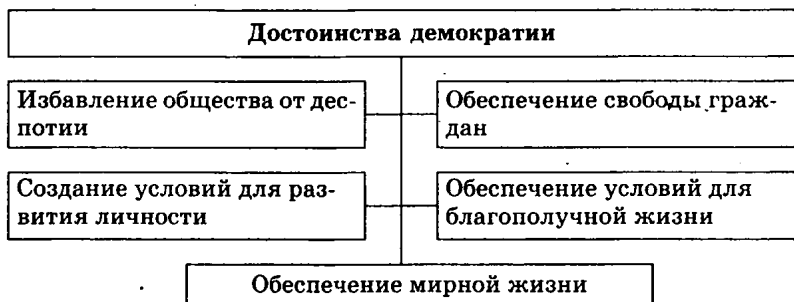 Достоинства демократии
Избавление общества от дес-
потии
Обеспечение свободы граж-
дан
Создание условий для раз-
вития личности
Обеспечение условий для
благополучной жизни
Обеспечение мирной жизни